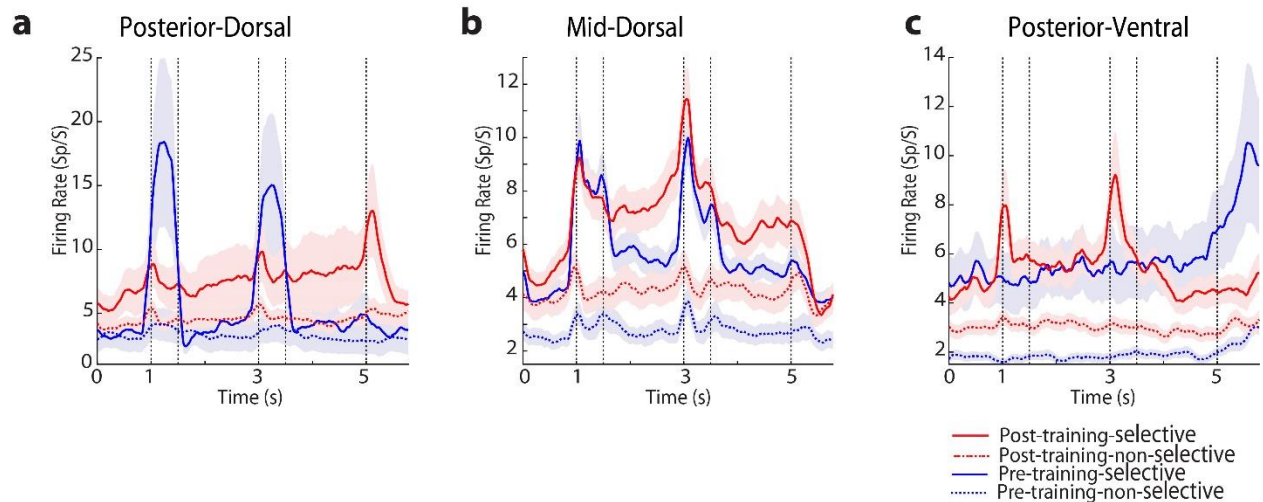 a Posterior-Dorsal
25
20
15
10
5
0
Firing Rate (Sp/S)
0 1 3 5
Time (s)
b Mid-Dorsal
12
10
8
6
4
2
Firing Rate (Sp/S)
0 1 3 5
Time (s)
c Posterior-Ventral
14
12
10
8
6
4
2
Firing Rate (Sp/S)
0 1 3 5
Time (s)
Post-training-selective
Post-training-non-selective
Pre-training-selective
Pre-training-non-selective